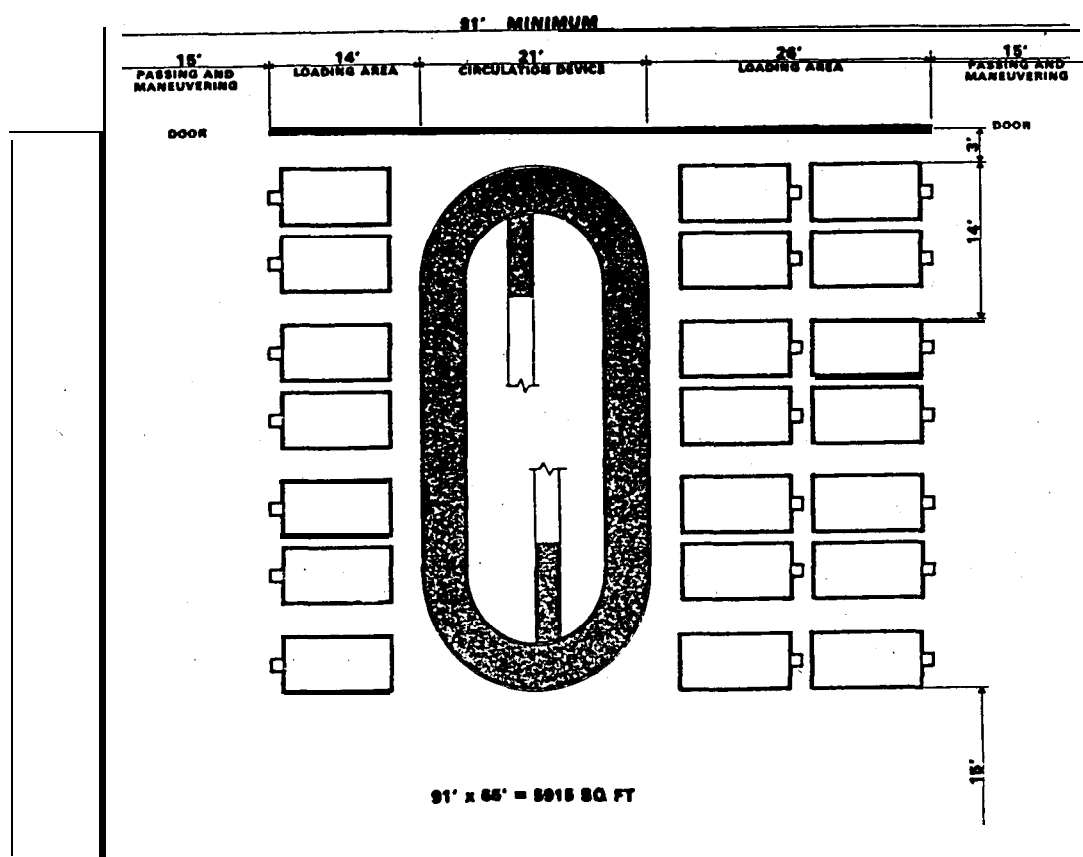 91' MINIMUM
15' 14' 21' 26' 15'
PASSING AND LOADING AREA CIRCULATION DEVICE LOADING AREA PASSING AND
MANEUVERING MANEUVERING
DOOR DOOR
3'
14'
15'
91' x 65' = 5915 SQ FT